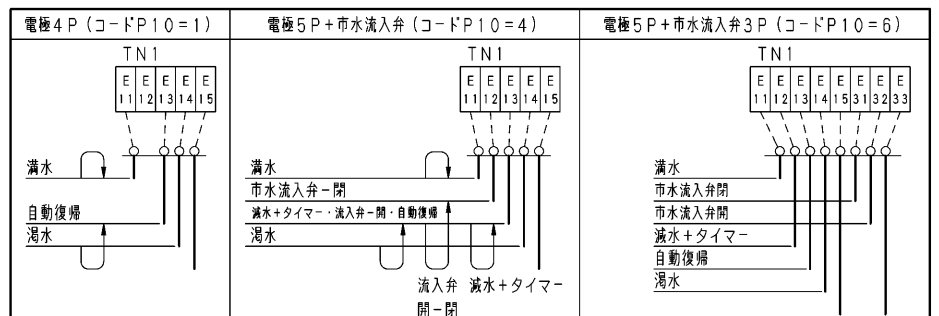 電極4P(コードP10=1)
TN1
E11 E12 E13 E14 E15
満水
自動復帰
渇水
電極5P+市水流入弁(コードP10=4)
TN1
E11 E12 E13 E14 E15
満水
市水流入弁-閉
減水+タイマー・流入弁-開・自動復帰
渇水
流入弁 減水+タイマー
開-閉
電極5P+市水流入弁3P(コードP10=6)
TN1
E11 E12 E13 E14 E15 E31 E32 E33
満水
市水流入弁閉
市水流入弁開
減水+タイマー
自動復帰
渇水